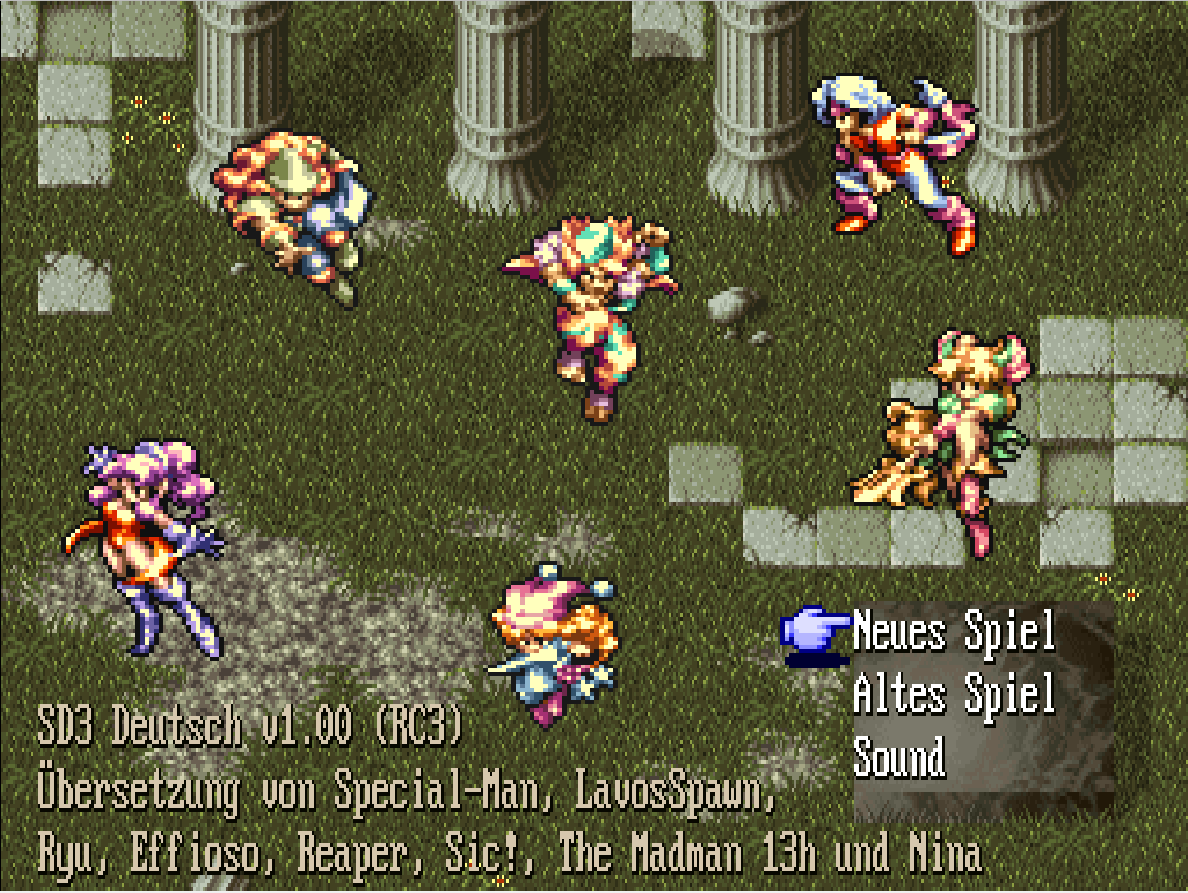 Neues Spiel
Altes Spiel
Sound
SD3 Deutsch v1.00 (RC3)
Übersetzung von Special-Man, LavosSpawn,
Ryu, Effioso, Reaper, Sic!, The Madman 13h und Nina